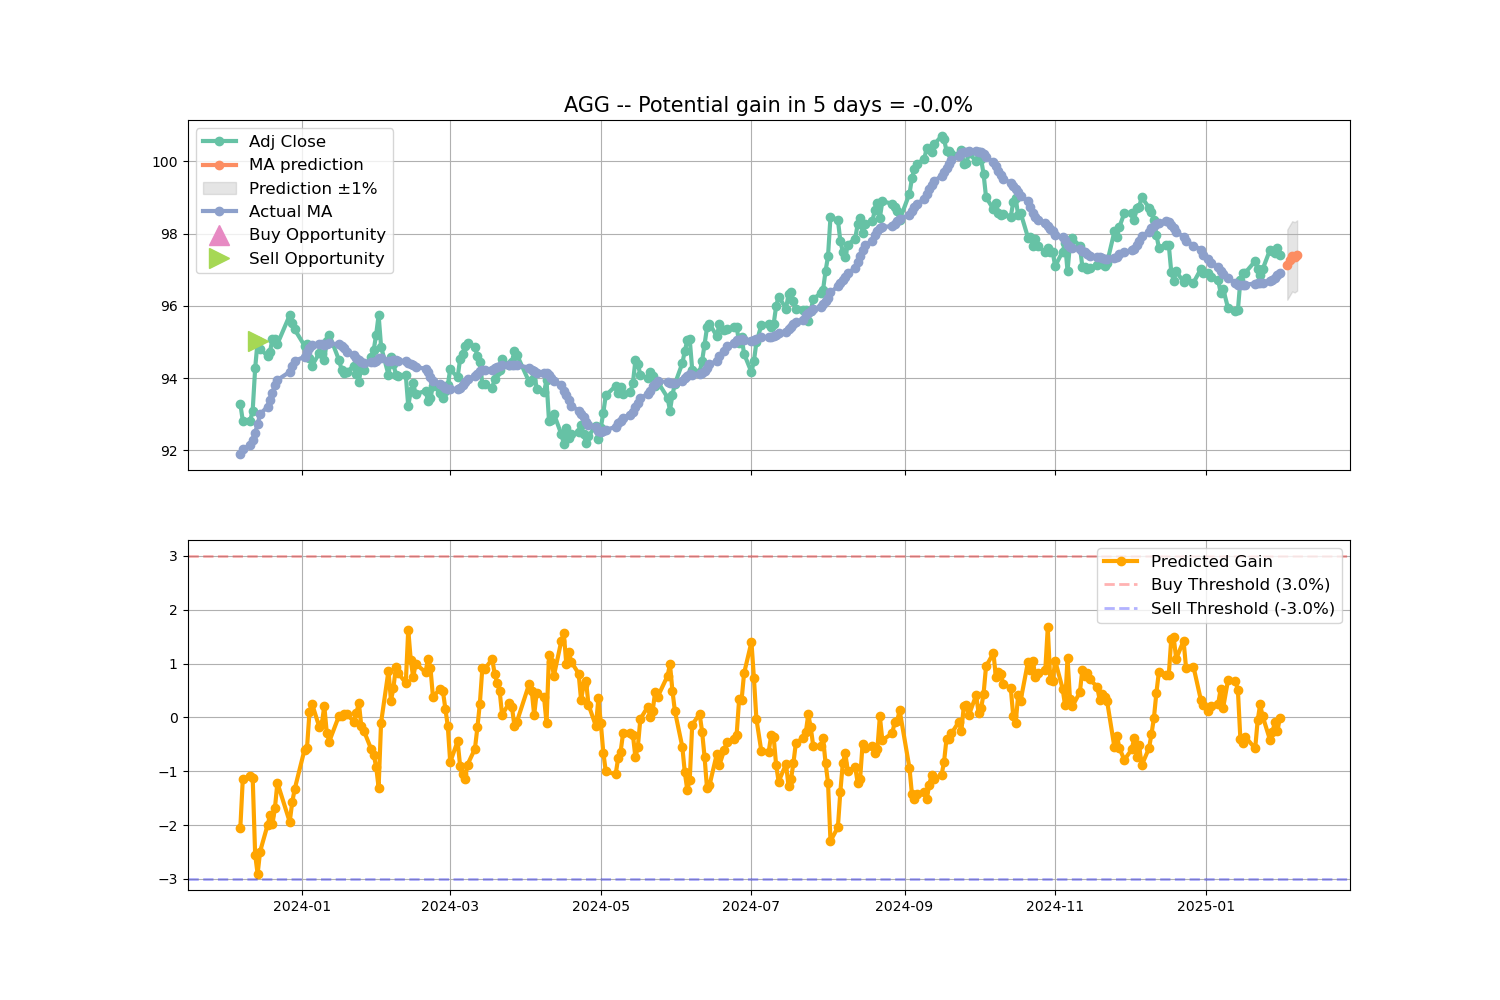 AGG -- Potential gain in 5 days = -0.0%
100
98
96
94
92
Adj Close
MA prediction
Prediction ±1%
Actual MA
Buy Opportunity
Sell Opportunity
3
2
1
0
−1
−2
−3
Predicted Gain
Buy Threshold (3.0%)
Sell Threshold (-3.0%)
2024-01
2024-03
2024-05
2024-07
2024-09
2024-11
2025-01